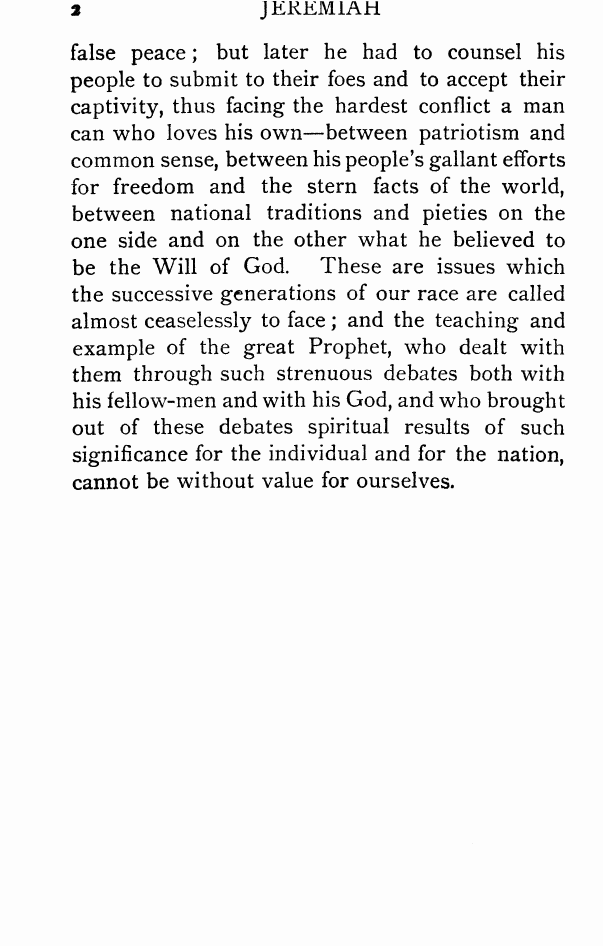 2 JEREMIAH
false peace ; but later he had to counsel his
people to submit to their foes and to accept their
captivity, thus facing the hardest conflict a man
can who loves his own—between patriotism and
common sense, between his people's gallant efforts
for freedom and the stern facts of the world,
between national traditions and pieties on the
one side and on the other what he believed to
be the Will of God. These are issues which
the successive generations of our race are called
almost ceaselessly to face ; and the teaching and
example of the great Prophet, who dealt with
them through such strenuous debates both with
his fellow-men and with his God, and who brought
out of these debates spiritual results of such
significance for the individual and for the nation,
cannot be without value for ourselves.